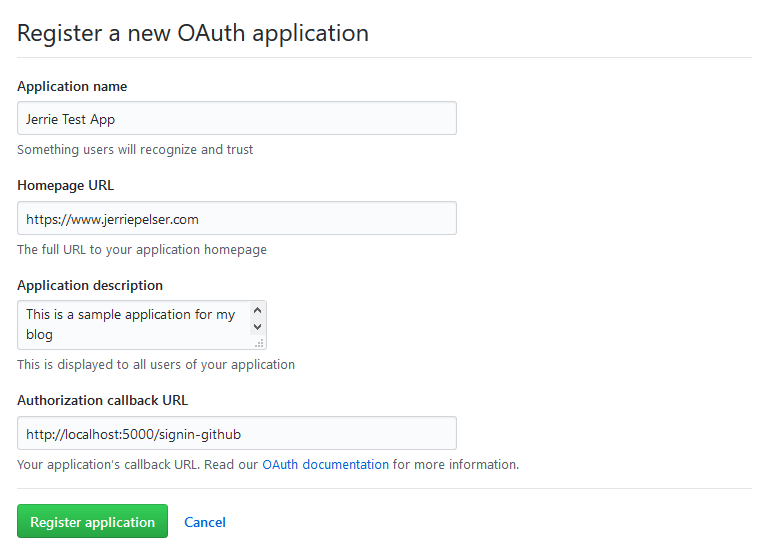 Register a new OAuth application
Application name
Jerrie Test App
Something users will recognize and trust
Homepage URL
https://www.jerriepelser.com
The full URL to your application homepage
Application description
This is a sample application for my
blog
This is displayed to all users of your application
Authorization callback URL
http://localhost:5000/signin-github
Your application's callback URL. Read our OAuth documentation for more information.
Register application Cancel